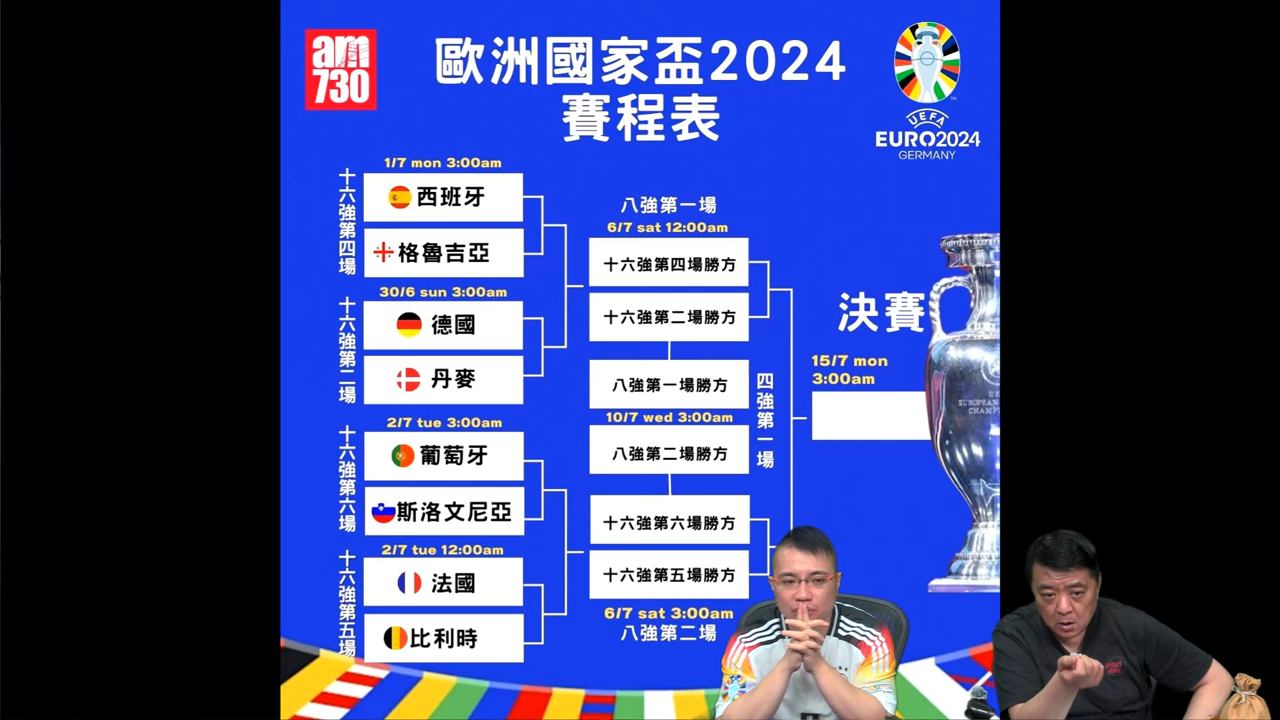 am
730
歐洲國家盃2024
賽程表
UEFA
EURO2024
GERMANY
1/7 mon 3:00am
十六強第四場
西班牙
格魯吉亞
30/6 sun 3:00am
十六強第二場
德國
丹麥
2/7 tue 3:00am
十六強第六場
葡萄牙
斯洛文尼亞
2/7 tue 12:00am
十六強第五場
法國
比利時
八強第一場
6/7 sat 12:00am
十六強第四場勝方
十六強第二場勝方
八強第一場勝方
10/7 wed 3:00am
八強第二場勝方
四強第一場
十六強第六場勝方
十六強第五場勝方
6/7 sat 3:00am
八強第二場
決賽
15/7 mon
3:00am